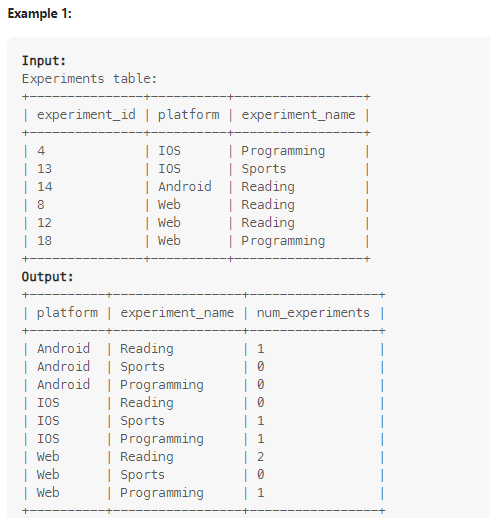 Example 1:
Input:
Experiments table:
+---------------+----------+-----------------+
| experiment_id | platform | experiment_name |
+---------------+----------+-----------------+
| 4             | IOS      | Programming     |
| 13            | IOS      | Sports          |
| 14            | Android  | Reading         |
| 8             | Web      | Reading         |
| 12            | Web      | Reading         |
| 18            | Web      | Programming     |
+---------------+----------+-----------------+
Output:
+----------+-----------------+-----------------+
| platform | experiment_name | num_experiments |
+----------+-----------------+-----------------+
| Android  | Reading         | 1               |
| Android  | Sports          | 0               |
| Android  | Programming     | 0               |
| IOS      | Reading         | 0               |
| IOS      | Sports          | 1               |
| IOS      | Programming     | 1               |
| Web      | Reading         | 2               |
| Web      | Sports          | 0               |
| Web      | Programming     | 1               |
+----------+-----------------+-----------------+